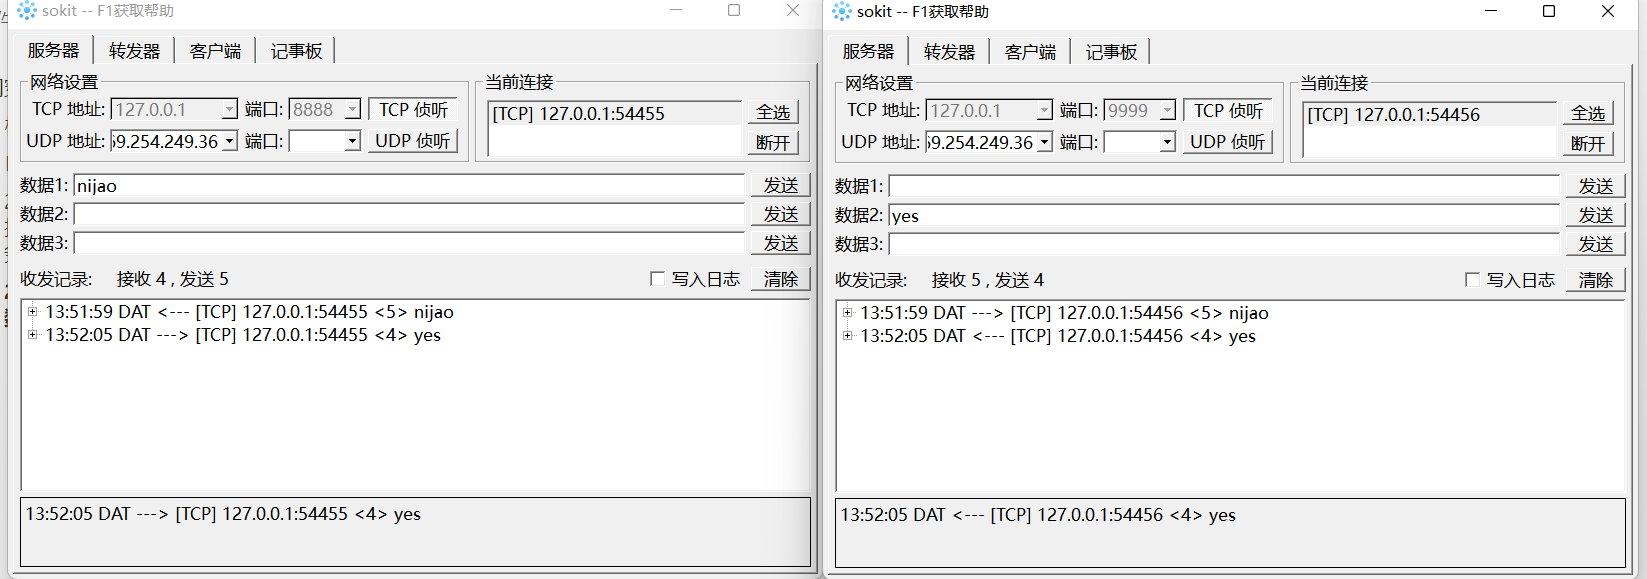 sokit -- F1获取帮助
服务器 转发器 客户端 记事板
网络设置
TCP 地址: 127.0.0.1 端口: 8888 TCP 侦听
UDP 地址: 59.254.249.36 端口: UDP 侦听
当前连接
[TCP] 127.0.0.1:54455
全选
断开
数据1: nijao 发送
数据2: 发送
数据3: 发送
收发记录: 接收 4 , 发送 5 写入日志 清除
13:51:59 DAT <--- [TCP] 127.0.0.1:54455 <5> nijao
13:52:05 DAT ---> [TCP] 127.0.0.1:54455 <4> yes
13:52:05 DAT ---> [TCP] 127.0.0.1:54455 <4> yes
sokit -- F1获取帮助
服务器 转发器 客户端 记事板
网络设置
TCP 地址: 127.0.0.1 端口: 9999 TCP 侦听
UDP 地址: 59.254.249.36 端口: UDP 侦听
当前连接
[TCP] 127.0.0.1:54456
全选
断开
数据1: 发送
数据2: yes 发送
数据3: 发送
收发记录: 接收 5 , 发送 4 写入日志 清除
13:51:59 DAT ---> [TCP] 127.0.0.1:54456 <5> nijao
13:52:05 DAT <--- [TCP] 127.0.0.1:54456 <4> yes
13:52:05 DAT <--- [TCP] 127.0.0.1:54456 <4> yes